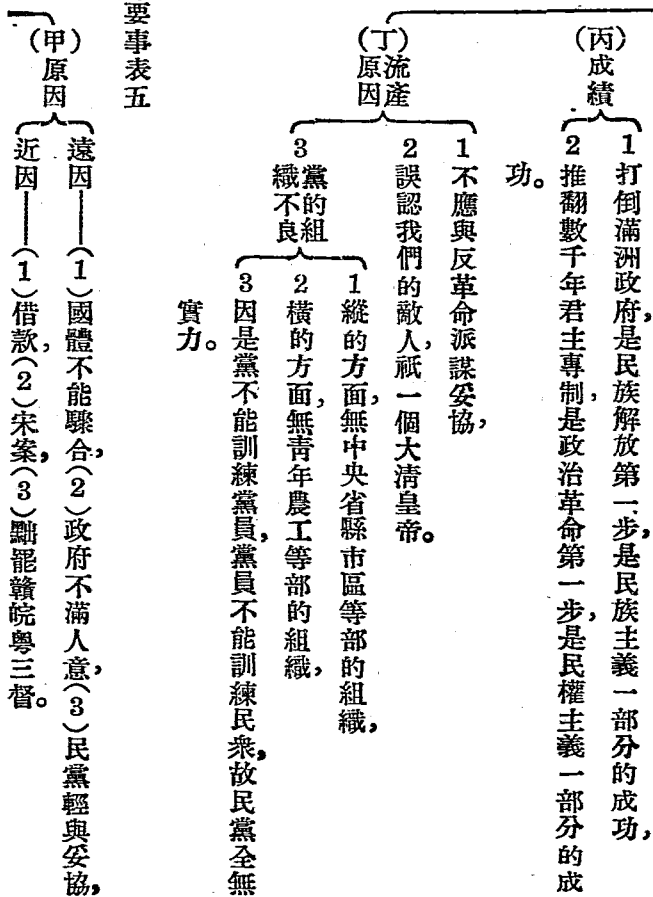 （丙）成績
1 打倒滿洲政府，是民族解放第一步，是民族主義一部分的成功，
2 推翻數千年君主專制，是政治革命第一步，是民權主義一部分的成
功。
（丁）流產原因
1 不應與反革命派謀妥協，
2 誤認我們的敵人，祇一個大清皇帝。
3 黨的組織不良
1 縱的方面，無中央省縣市區等部的組織，
2 橫的方面，無青年農工等部的組織，
3 因是黨不能訓練黨員，黨員不能訓練民衆，故民黨全無
實力。
要事表五
（甲）原因
遠因——（1）國體不能驟合，（2）政府不滿人意，（3）民黨輕與妥協，
近因——（1）借款，（2）宋案，（3）黜罷贛皖粵三督。